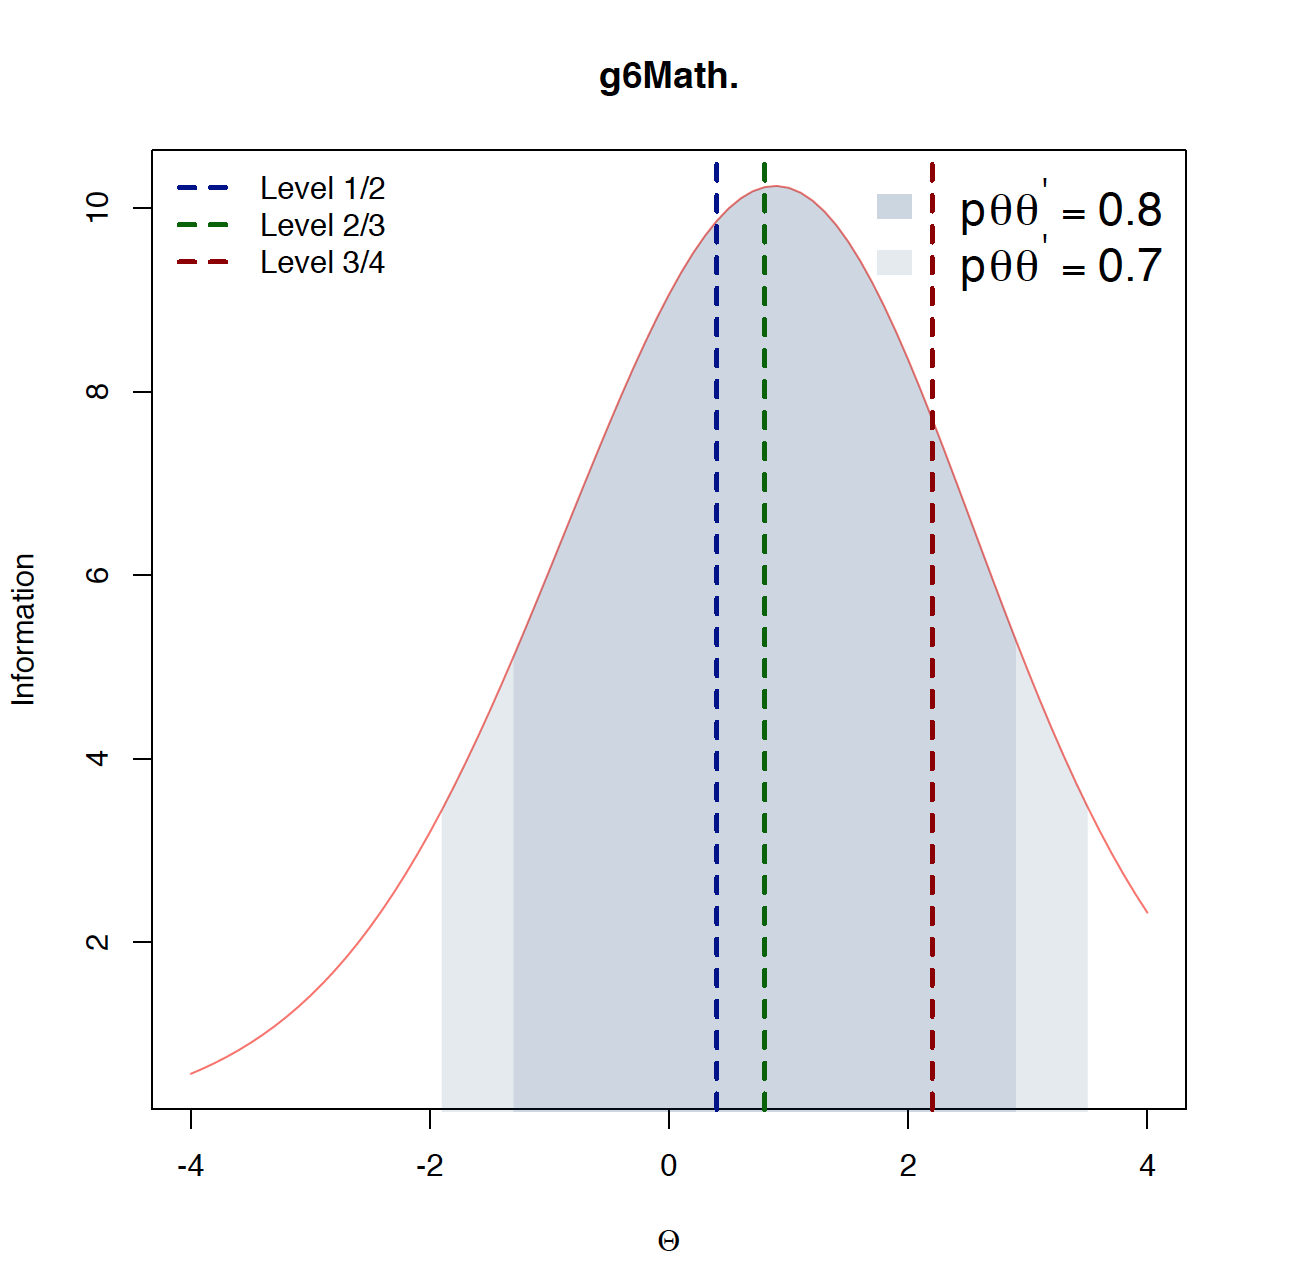 g6Math.
Level 1/2
Level 2/3
Level 3/4
pθθ' = 0.8
pθθ' = 0.7
10
8
6
4
2
Information
-4 -2 0 2 4
Θ